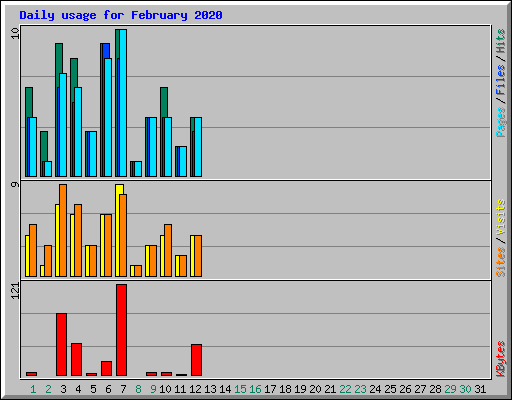 Daily usage for February 2020
10
Pages/Files/Hits
9
Sites/Visits
121
KBytes
1 2 3 4 5 6 7 8 9 10 11 12 13 14 15 16 17 18 19 20 21 22 23 24 25 26 27 28 29 30 31